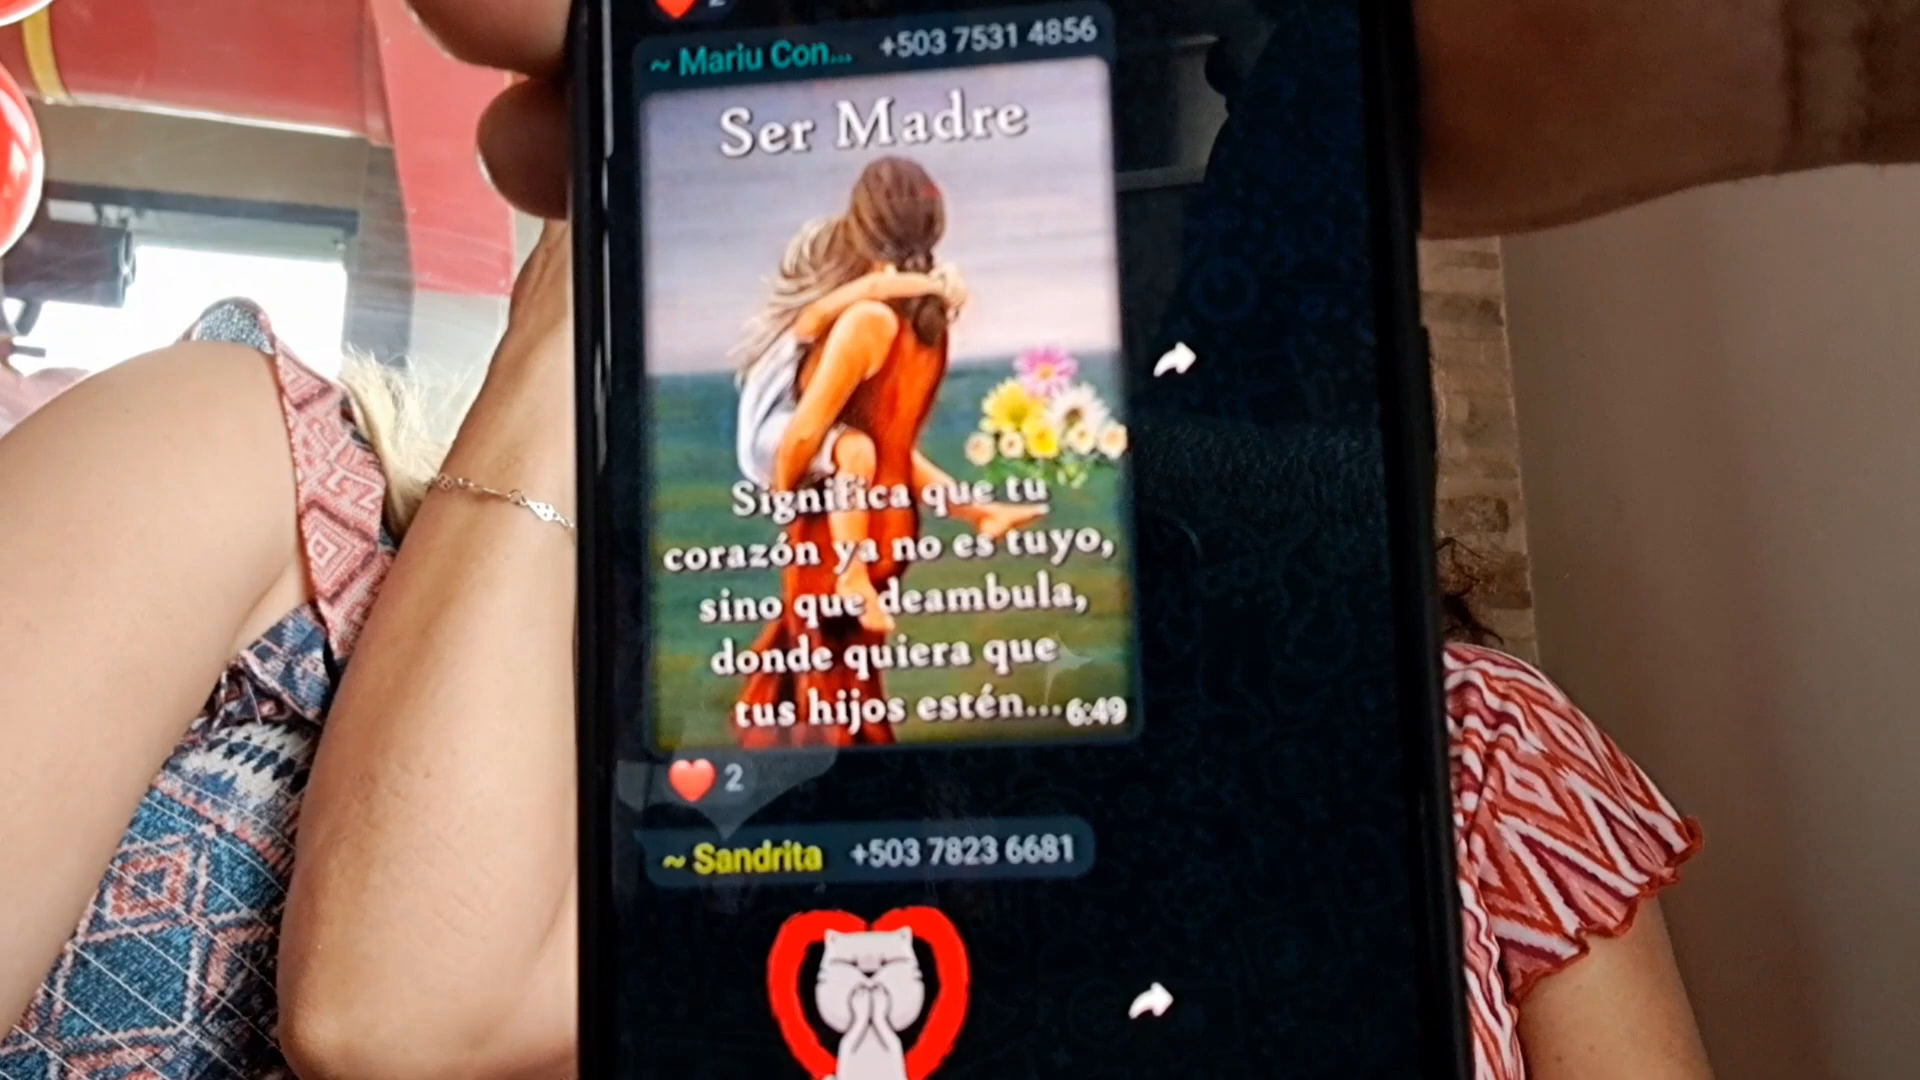 2
~ Mariu Con... +503 7531 4856
Ser Madre
Significa que tu
corazón ya no es tuyo,
sino que deambula,
donde quiera que
tus hijos estén...
6:49
2
~ Sandrita +503 7823 6681